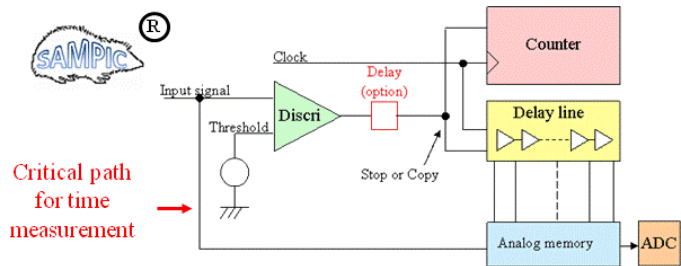 SAMPIC
R
Clock
Input signal
Threshold
Discri
Delay
(option)
Stop or Copy
Counter
Delay line
Analog memory
ADC
Critical path
for time
measurement